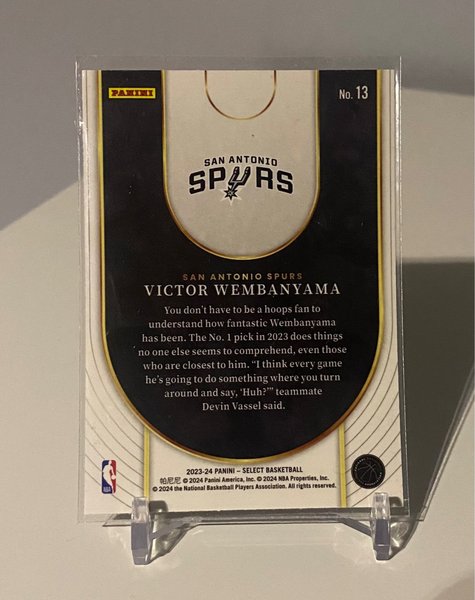 PANINI
No. 13
SAN ANTONIO
SPURS
SAN ANTONIO SPURS
VICTOR WEMBANYAMA
You don't have to be a hoops fan to
understand how fantastic Wembanyama
has been. The No. 1 pick in 2023 does things
no one else seems to comprehend, even those
who are closest to him. “I think every game
he's going to do something where you turn
around and say, ‘Huh?’” teammate
Devin Vassel said.
2023-24 PANINI - SELECT BASKETBALL
帕尼尼 © 2024 Panini America, Inc. © 2024 NBA Properties, Inc.
© 2024 the National Basketball Players Association. All rights reserved.
NBA